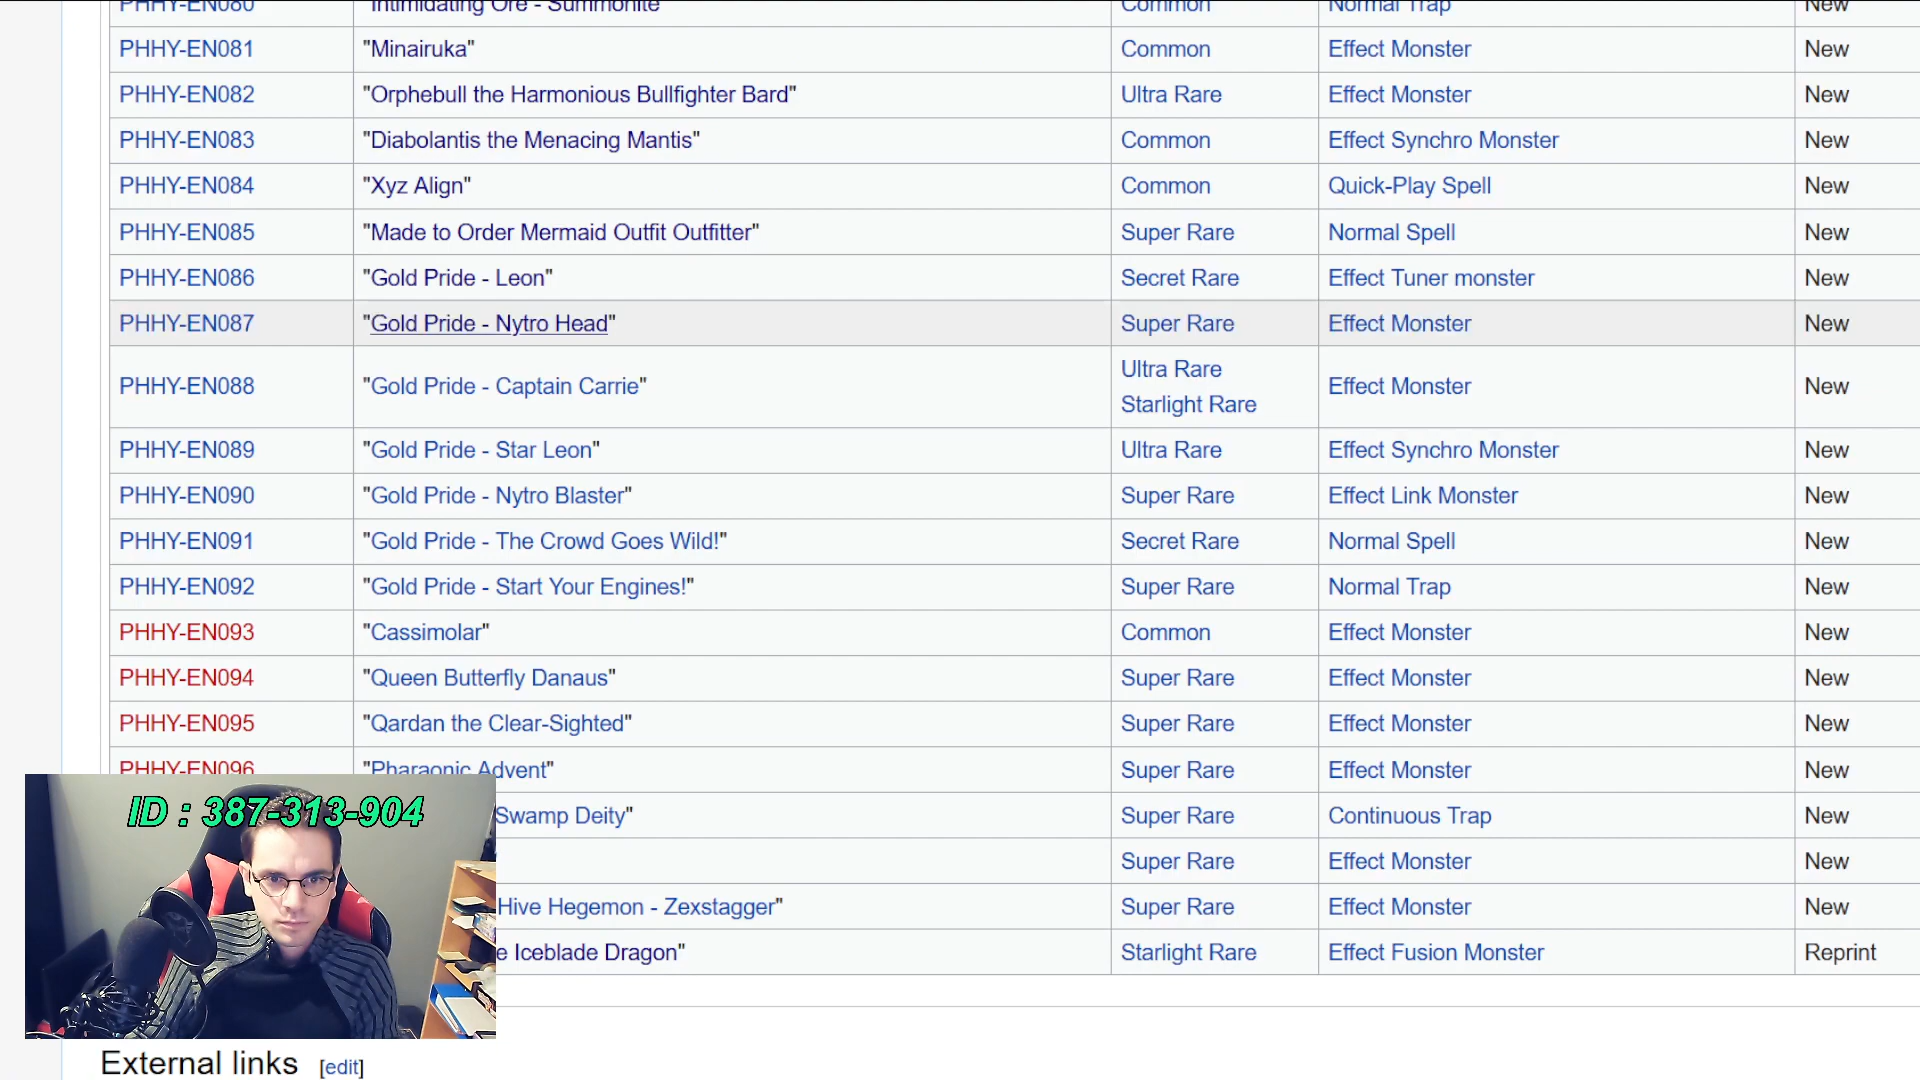 PHHY-EN080 "Intimidating Ore - Summonite" Common Normal Trap New
PHHY-EN081 "Minairuka" Common Effect Monster New
PHHY-EN082 "Orphebull the Harmonious Bullfighter Bard" Ultra Rare Effect Monster New
PHHY-EN083 "Diabolantis the Menacing Mantis" Common Effect Synchro Monster New
PHHY-EN084 "Xyz Align" Common Quick-Play Spell New
PHHY-EN085 "Made to Order Mermaid Outfit Outfitter" Super Rare Normal Spell New
PHHY-EN086 "Gold Pride - Leon" Secret Rare Effect Tuner monster New
PHHY-EN087 "Gold Pride - Nytro Head" Super Rare Effect Monster New
PHHY-EN088 "Gold Pride - Captain Carrie" Ultra Rare Effect Monster New
Starlight Rare
PHHY-EN089 "Gold Pride - Star Leon" Ultra Rare Effect Synchro Monster New
PHHY-EN090 "Gold Pride - Nytro Blaster" Super Rare Effect Link Monster New
PHHY-EN091 "Gold Pride - The Crowd Goes Wild!" Secret Rare Normal Spell New
PHHY-EN092 "Gold Pride - Start Your Engines!" Super Rare Normal Trap New
PHHY-EN093 "Cassimolar" Common Effect Monster New
PHHY-EN094 "Queen Butterfly Danaus" Super Rare Effect Monster New
PHHY-EN095 "Qardan the Clear-Sighted" Super Rare Effect Monster New
PHHY-EN096 "Pharaonic Advent" Super Rare Effect Monster New
ID : 387-313-904
Swamp Deity" Super Rare Continuous Trap New
Super Rare Effect Monster New
Hive Hegemon - Zexstagger" Super Rare Effect Monster New
e Iceblade Dragon" Starlight Rare Effect Fusion Monster Reprint
External links [edit]